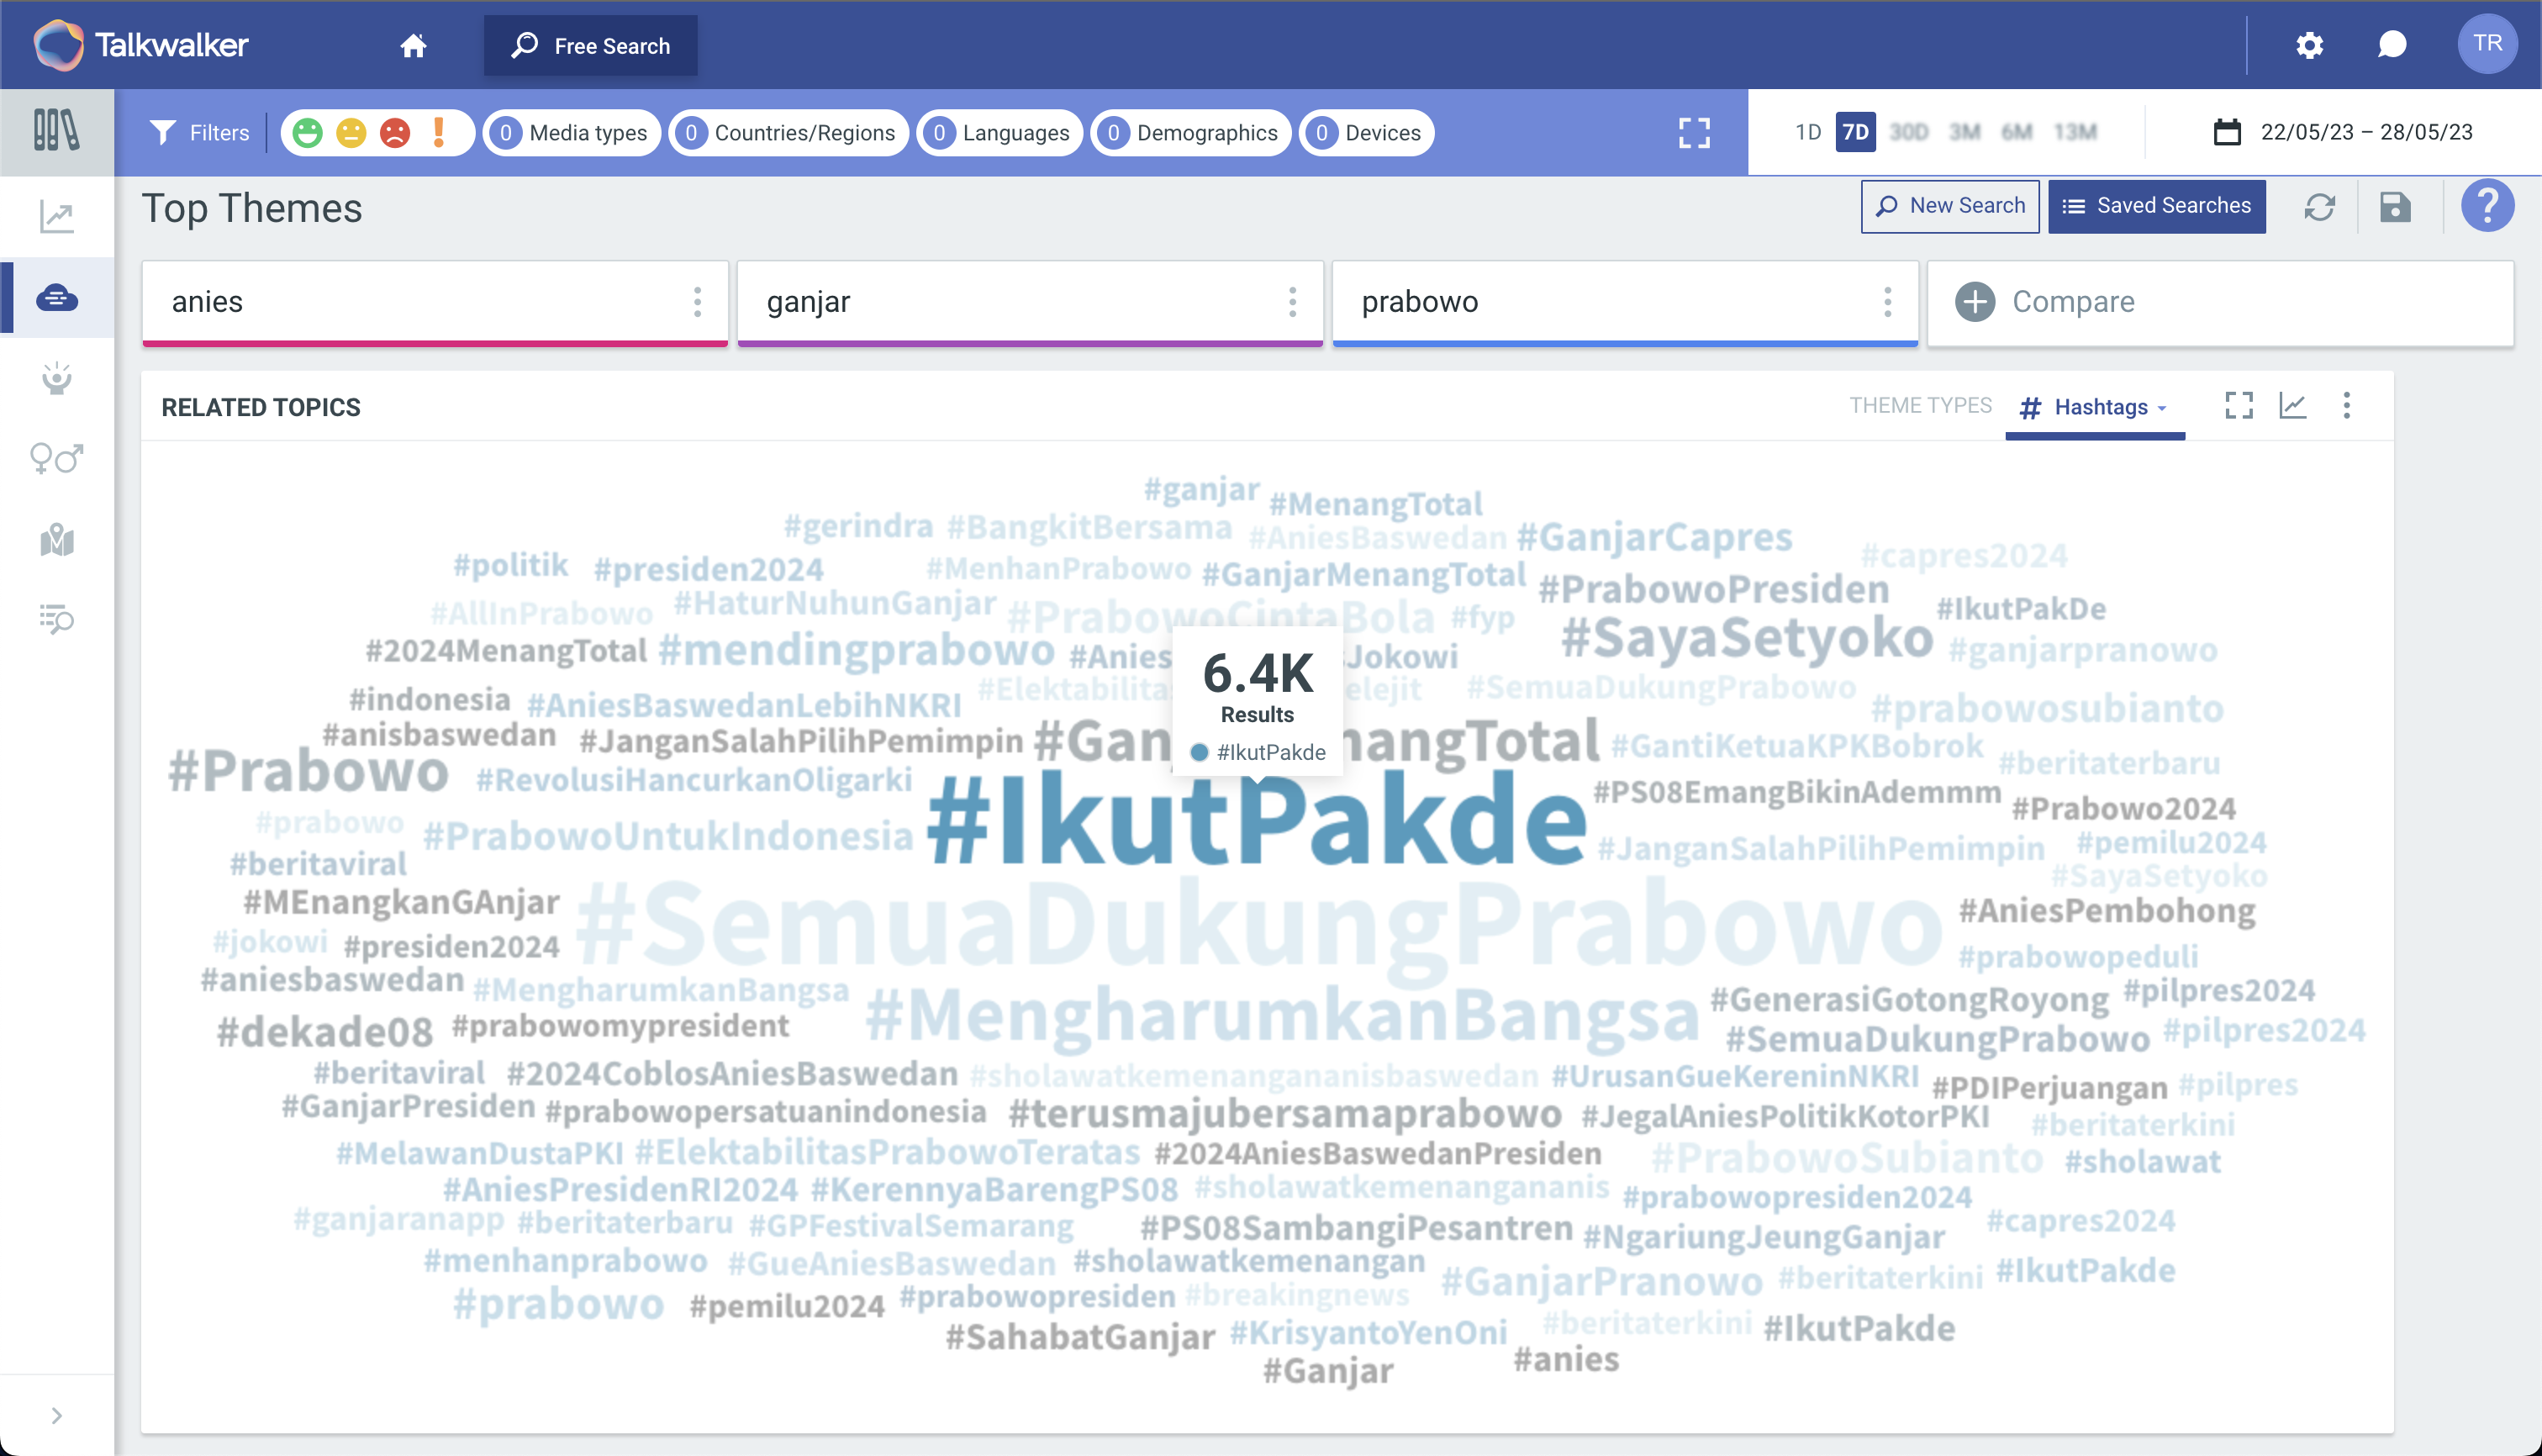 Talkwalker
Free Search
TR
Filters
0 Media types
0 Countries/Regions
0 Languages
0 Demographics
0 Devices
1D 7D 30D 3M 6M 13M
22/05/23 – 28/05/23
Top Themes
New Search
Saved Searches
?
anies
ganjar
prabowo
Compare
RELATED TOPICS
THEME TYPES
# Hashtags
#ganjar #MenangTotal
#gerindra #BangkitBersama #AniesBaswedan #GanjarCapres
#politik #presiden2024 #MenhanPrabowo #GanjarMenangTotal #capres2024
#PrabowoPresiden
#AllInPrabowo #HaturNuhunGanjar #PrabowoCintaBola #fyp #IkutPakDe
#2024MenangTotal #mendingprabowo #Anies Jokowi #SayaSetyoko #ganjarpranowo
#indonesia #AniesBaswedanLebihNKRI #Elektabilita elejit #SemuaDukungPrabowo #prabowosubianto
6.4K
Results
#IkutPakde
#anisbaswedan #JanganSalahPilihPemimpin #Gan nangTotal #GantiKetuaKPKBobrok
#Prabowo #RevolusiHancurkanOligarki #beritaterbaru
#IkutPakde #PS08EmangBikinAdemmm #Prabowo2024
#prabowo #PrabowoUntukIndonesia #JanganSalahPilihPemimpin #pemilu2024
#beritaviral #SayaSetyoko
#MEnangkanGAnjar #SemuaDukungPrabowo #AniesPembohong
#jokowi #presiden2024 #prabowopeduli
#aniesbaswedan #MengharumkanBangsa #MengharumkanBangsa #GenerasiGotongRoyong #pilpres2024
#dekade08 #prabowomypresident #SemuaDukungPrabowo #pilpres2024
#beritaviral #2024CoblosAniesBaswedan #sholawatkemenangananisbaswedan #UrusanGueKereninNKRI #PDIPerjuangan #pilpres
#GanjarPresiden #prabowopersatuanindonesia #terusmajubersamaprabowo #JegalAniesPolitikKotorPKI #beritaterkini
#MelawanDustaPKI #ElektabilitasPrabowoTeratas #2024AniesBaswedanPresiden #PrabowoSubianto #sholawat
#AniesPresidenRI2024 #KerennyaBarengPS08 #sholawatkemenangananis #prabowopresiden2024
#ganjaranapp #beritaterbaru #GPFestivalSemarang #PS08SambangiPesantren #NgariungJeungGanjar #capres2024
#menhanprabowo #GueAniesBaswedan #sholawatkemenangan #GanjarPranowo #beritaterkini #IkutPakde
#prabowo #pemilu2024 #prabowopresiden #breakingnews
#SahabatGanjar #KrisyantoYenOni #beritaterkini #IkutPakde
#Ganjar #anies